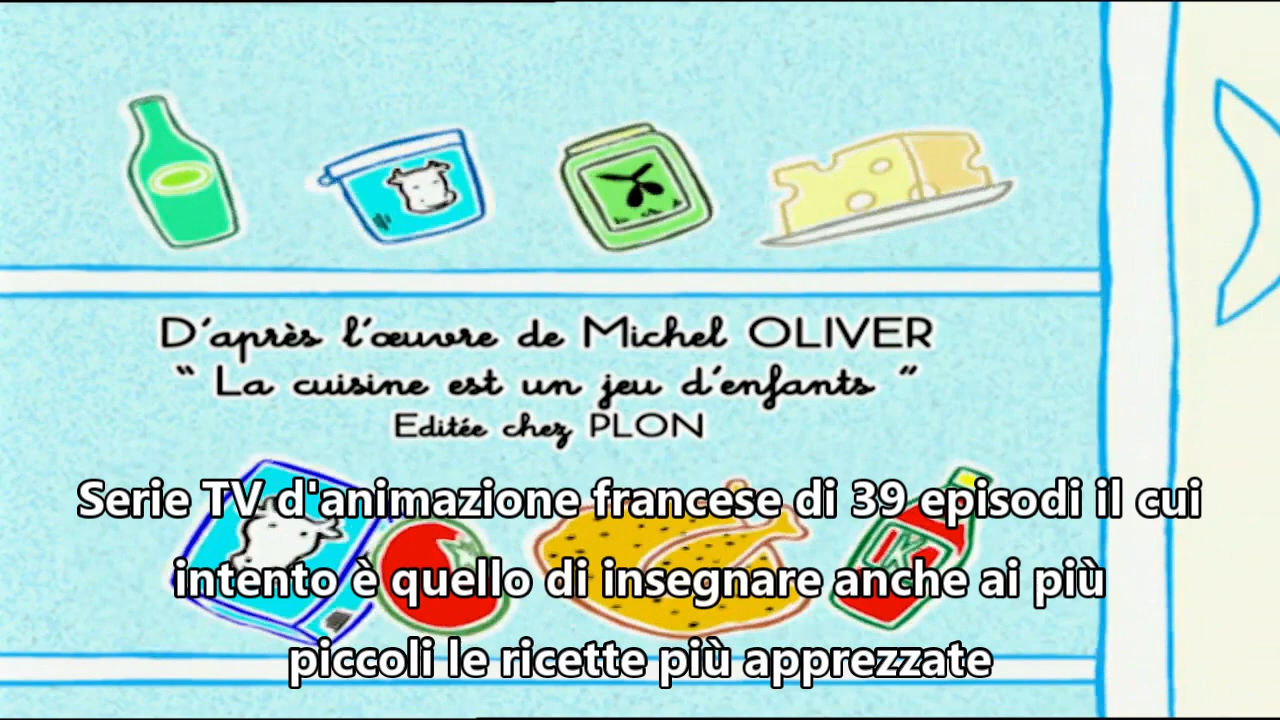 D'après l'œuvre de Michel OLIVER
“ La cuisine est un jeu d'enfants ”
Editée chez PLON
Serie TV d'animazione francese di 39 episodi il cui
intento è quello di insegnare anche ai più
piccoli le ricette più apprezzate
K